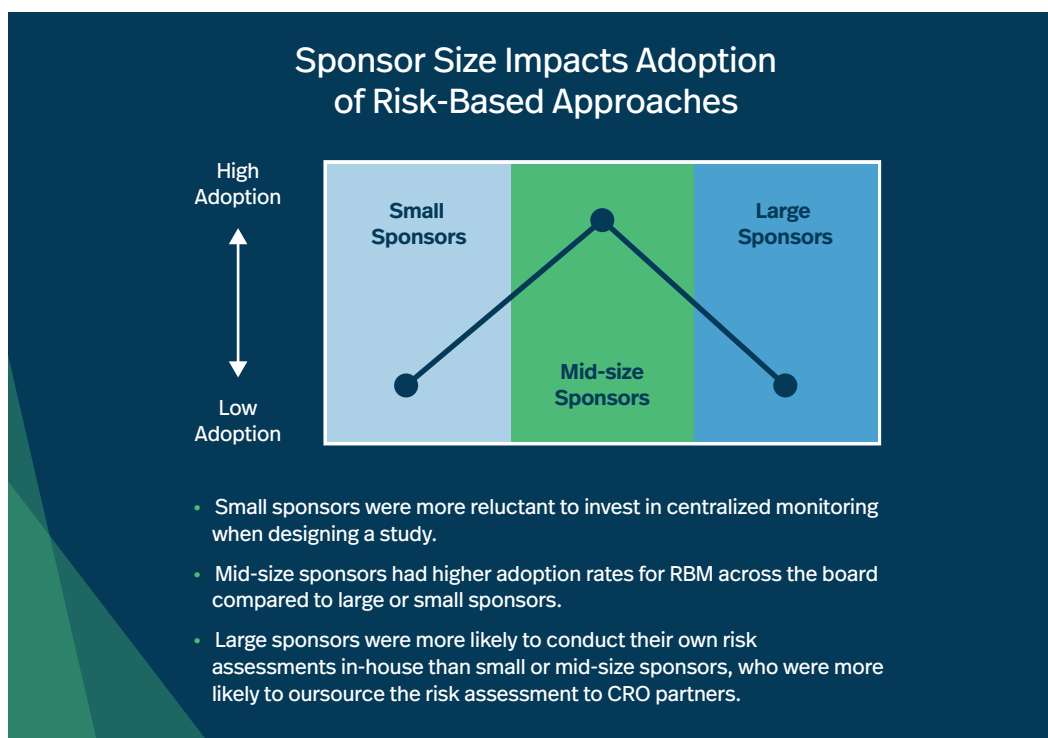 Sponsor Size Impacts Adoption
of Risk-Based Approaches
High
Adoption
Low
Adoption
Small
Sponsors
Mid-size
Sponsors
Large
Sponsors
• Small sponsors were more reluctant to invest in centralized monitoring
when designing a study.
• Mid-size sponsors had higher adoption rates for RBM across the board
compared to large or small sponsors.
• Large sponsors were more likely to conduct their own risk
assessments in-house than small or mid-size sponsors, who were more
likely to oursource the risk assessment to CRO partners.